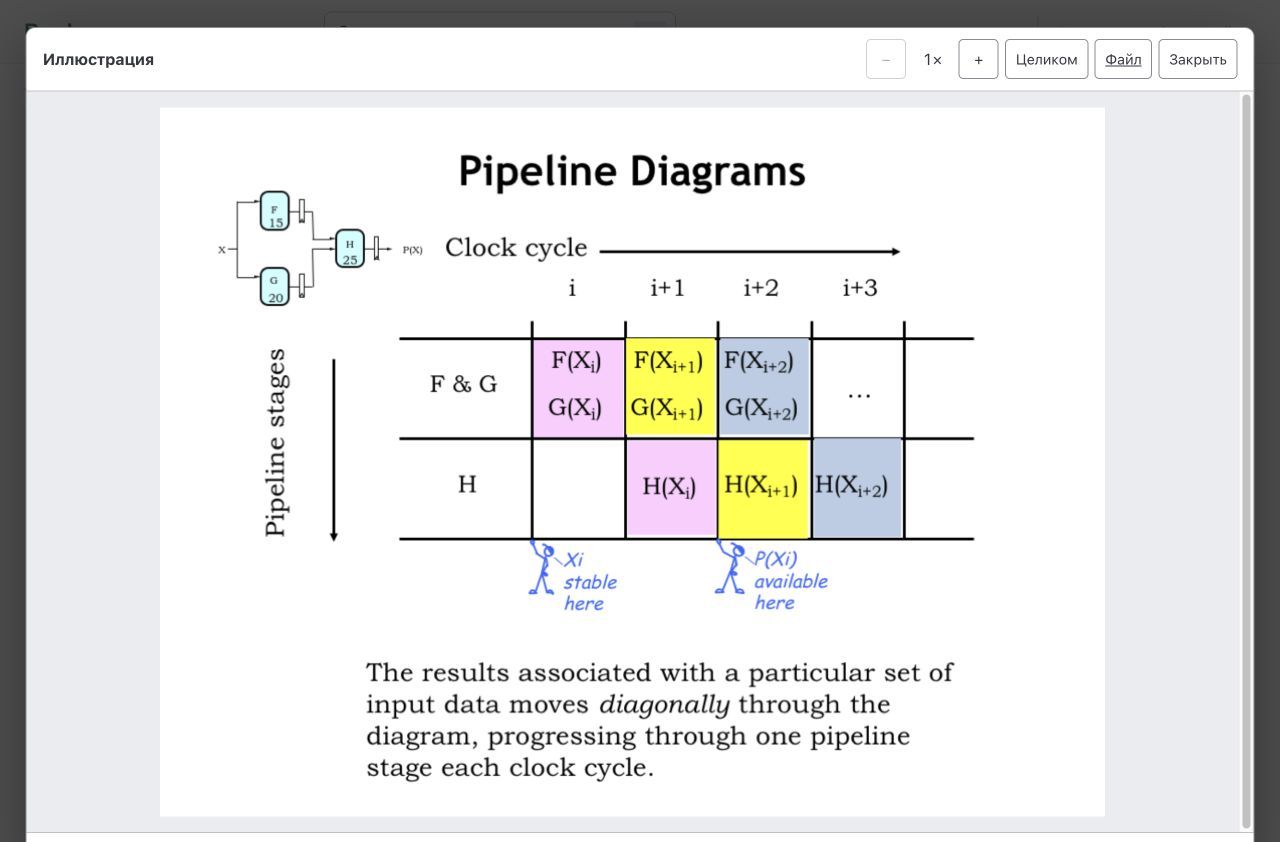 Иллюстрация
− 1× + Целиком Файл Закрыть
Pipeline Diagrams
F
15
X
H
25
P(X)
G
20
Clock cycle
i i+1 i+2 i+3
Pipeline stages
F & G
F(Xi) F(Xi+1) F(Xi+2)
G(Xi) G(Xi+1) G(Xi+2) ...
H H(Xi) H(Xi+1) H(Xi+2)
Xi
stable
here
P(Xi)
available
here
The results associated with a particular set of
input data moves diagonally through the
diagram, progressing through one pipeline
stage each clock cycle.